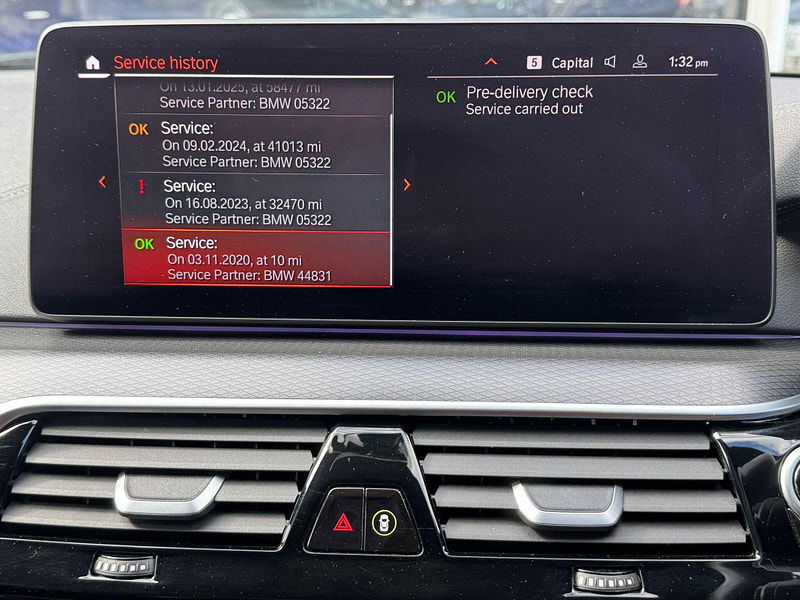 Service history
5 Capital 1:32 pm
On 13.01.2025, at 58477 mi
Service Partner: BMW 05322
OK Service:
On 09.02.2024, at 41013 mi
Service Partner: BMW 05322
! Service:
On 16.08.2023, at 32470 mi
Service Partner: BMW 05322
OK Service:
On 03.11.2020, at 10 mi
Service Partner: BMW 44831
OK Pre-delivery check
Service carried out